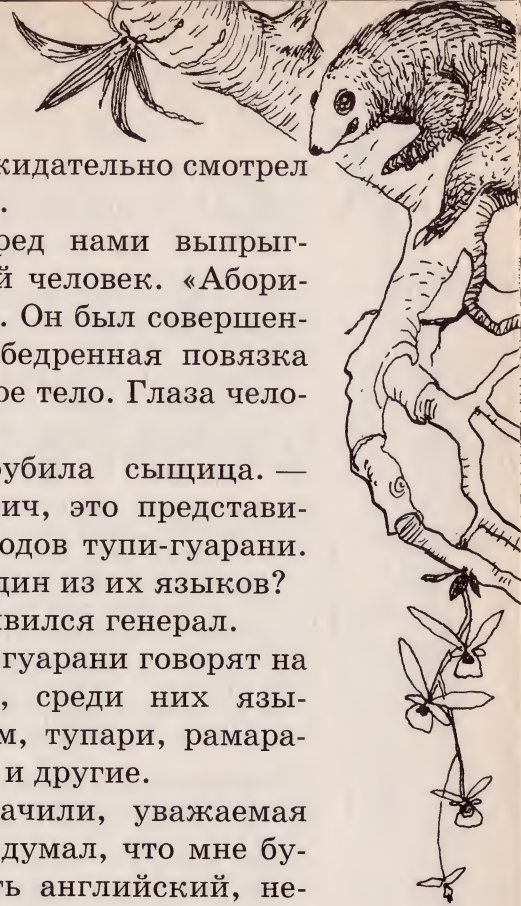 кидательно смотрел
.
ред нами выпрыг-
й человек. «Абори-
. Он был совершен-
бедренная повязка
ое тело. Глаза чело-
убила сыщица. —
ич, это представи-
одов тупи-гуарани.
дин из их языков?
вился генерал.
гуарани говорят на
, среди них язы-
м, тупари, рамара-
и другие.
ачили, уважаемая
думал, что мне бу-
ть английский, не-